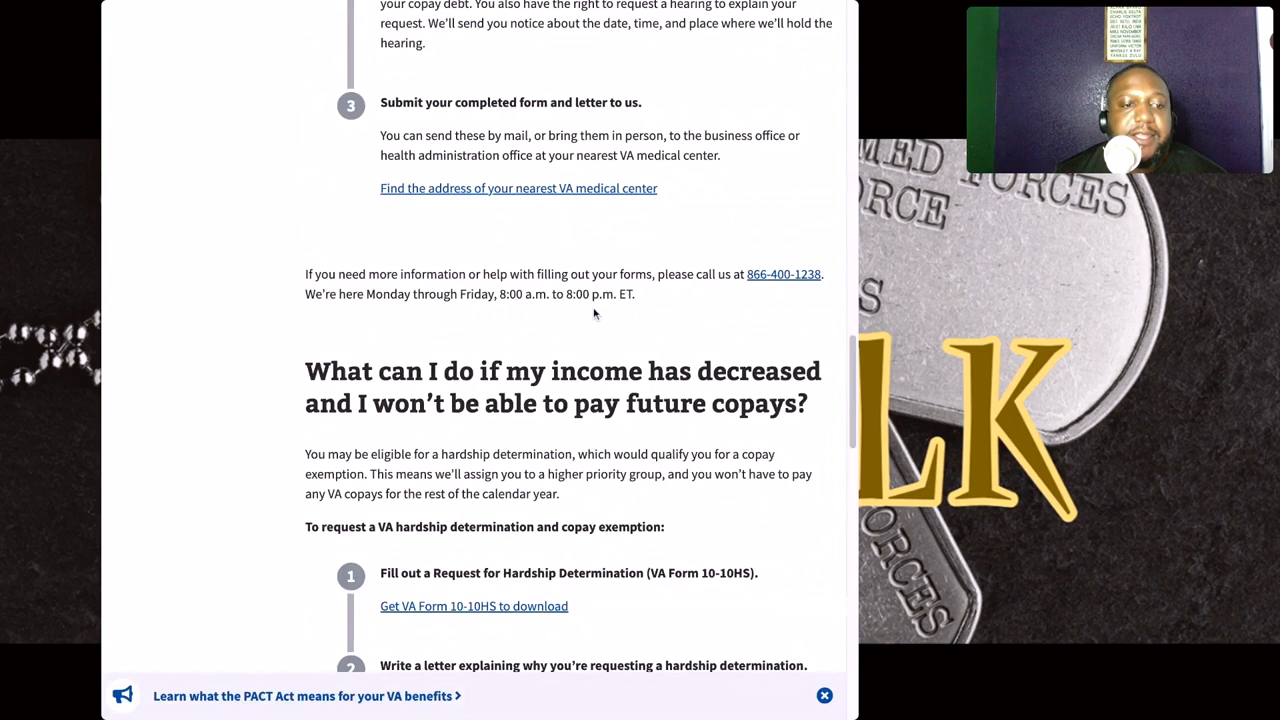 your copay debt. You also have the right to request a hearing to explain your
request. We'll send you notice about the date, time, and place where we'll hold the
hearing.
3
Submit your completed form and letter to us.
You can send these by mail, or bring them in person, to the business office or
health administration office at your nearest VA medical center.
Find the address of your nearest VA medical center
If you need more information or help with filling out your forms, please call us at 866-400-1238.
We're here Monday through Friday, 8:00 a.m. to 8:00 p.m. ET.
What can I do if my income has decreased
and I won't be able to pay future copays?
You may be eligible for a hardship determination, which would qualify you for a copay
exemption. This means we'll assign you to a higher priority group, and you won't have to pay
any VA copays for the rest of the calendar year.
To request a VA hardship determination and copay exemption:
1
Fill out a Request for Hardship Determination (VA Form 10-10HS).
Get VA Form 10-10HS to download
2
Write a letter explaining why you're requesting a hardship determination.
Learn what the PACT Act means for your VA benefits
MED FORCES
ORCE
S
LK
FORCES